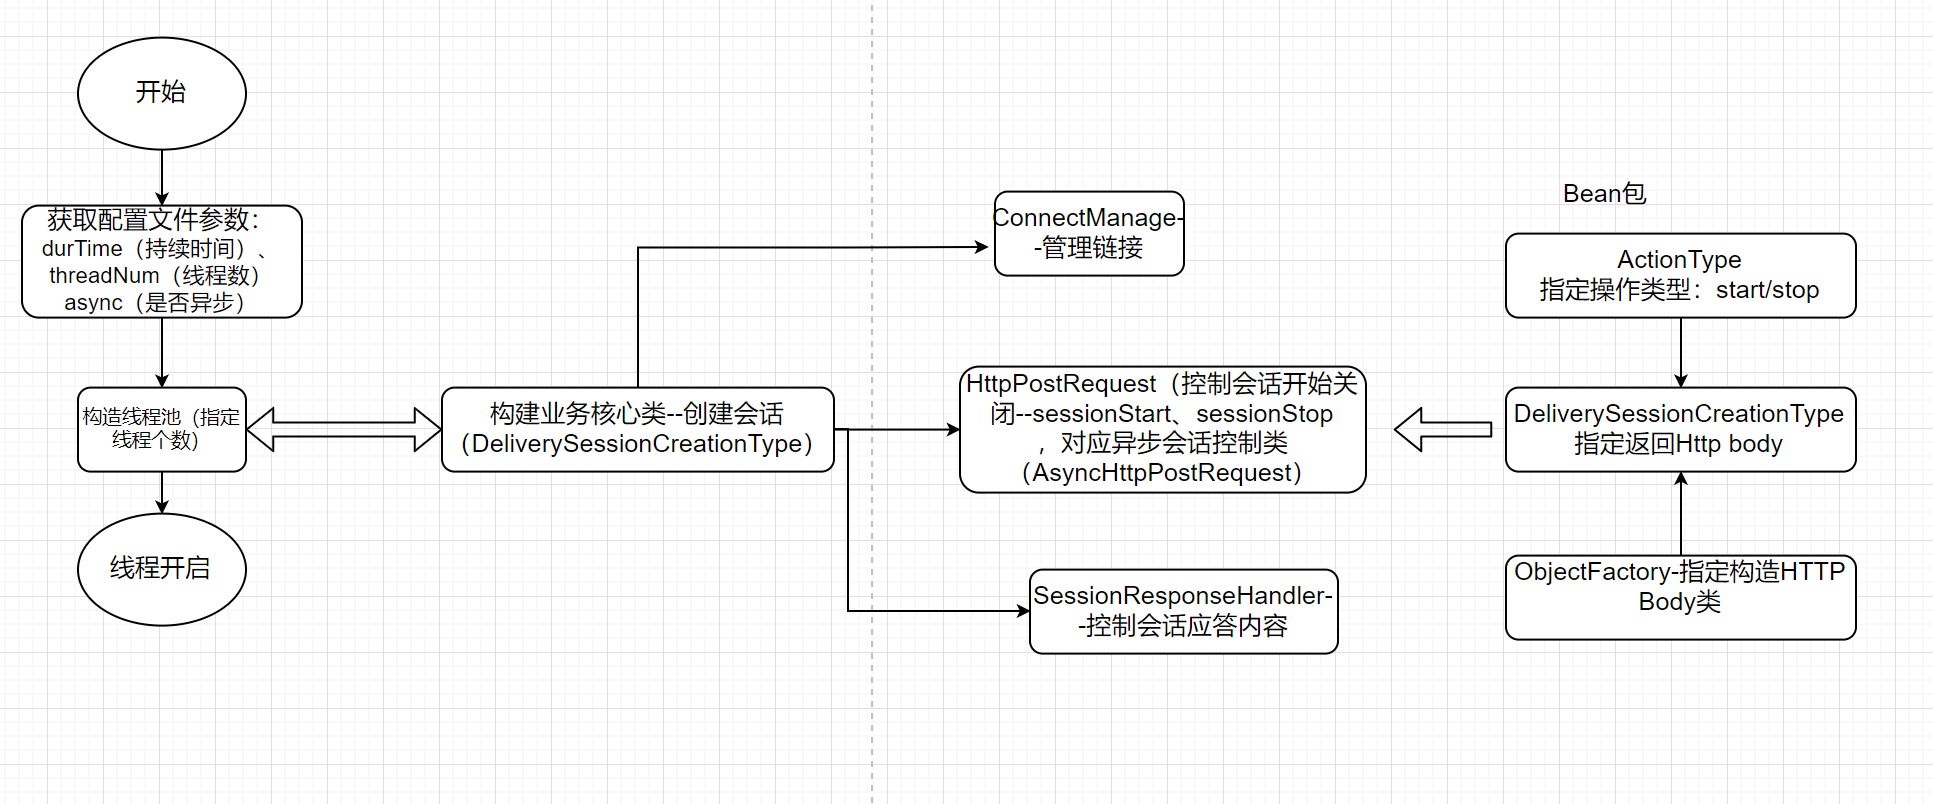 开始
获取配置文件参数：
durTime（持续时间）、
threadNum（线程数）
async（是否异步）
构造线程池（指定
线程个数）
线程开启
构建业务核心类--创建会话
（DeliverySessionCreationType）
ConnectManage-
-管理链接
HttpPostRequest（控制会话开始关
闭--sessionStart、sessionStop
，对应异步会话控制类
（AsyncHttpPostRequest）
SessionResponseHandler-
-控制会话应答内容
Bean包
ActionType
指定操作类型：start/stop
DeliverySessionCreationType
指定返回Http body
ObjectFactory-指定构造HTTP
Body类